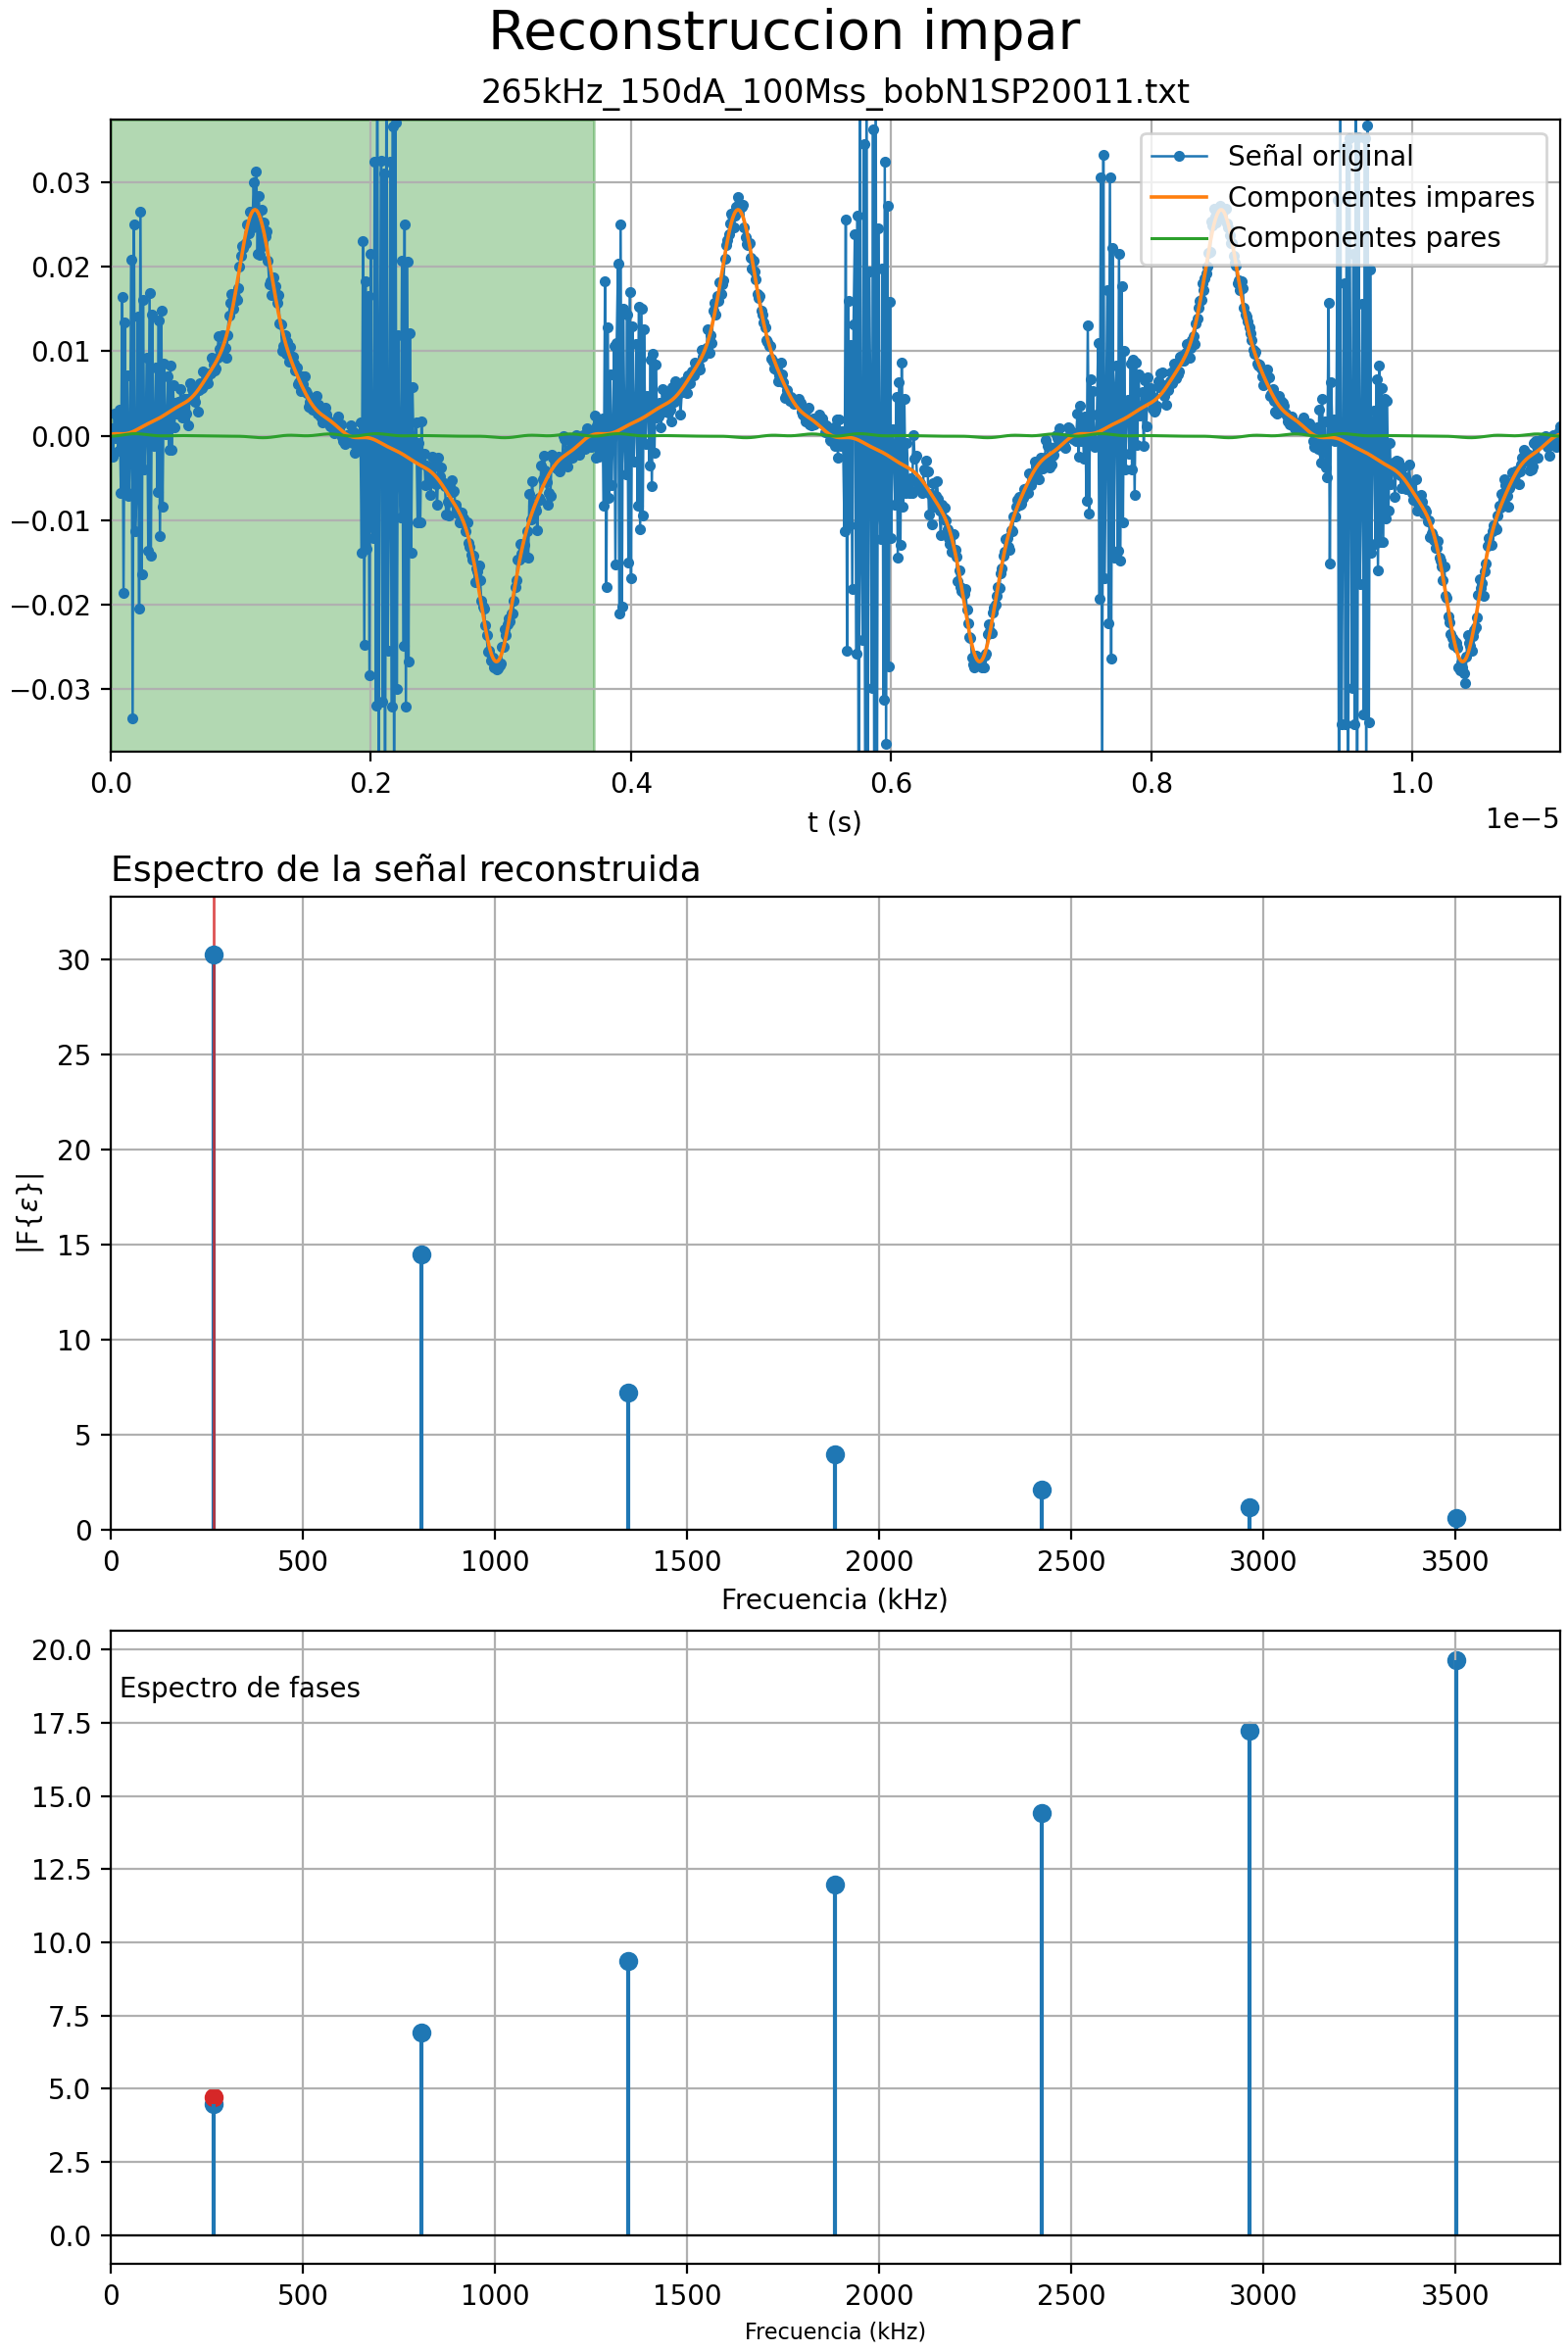 Reconstruccion impar
265kHz_150dA_100Mss_bobN1SP20011.txt
Señal original
Componentes impares
Componentes pares
0.03
0.02
0.01
0.00
−0.01
−0.02
−0.03
0.0 0.2 0.4 0.6 0.8 1.0
1e−5
t (s)
Espectro de la señal reconstruida
30
25
20
15
10
5
0
|F{ε}|
0 500 1000 1500 2000 2500 3000 3500
Frecuencia (kHz)
Espectro de fases
20.0
17.5
15.0
12.5
10.0
7.5
5.0
2.5
0.0
0 500 1000 1500 2000 2500 3000 3500
Frecuencia (kHz)